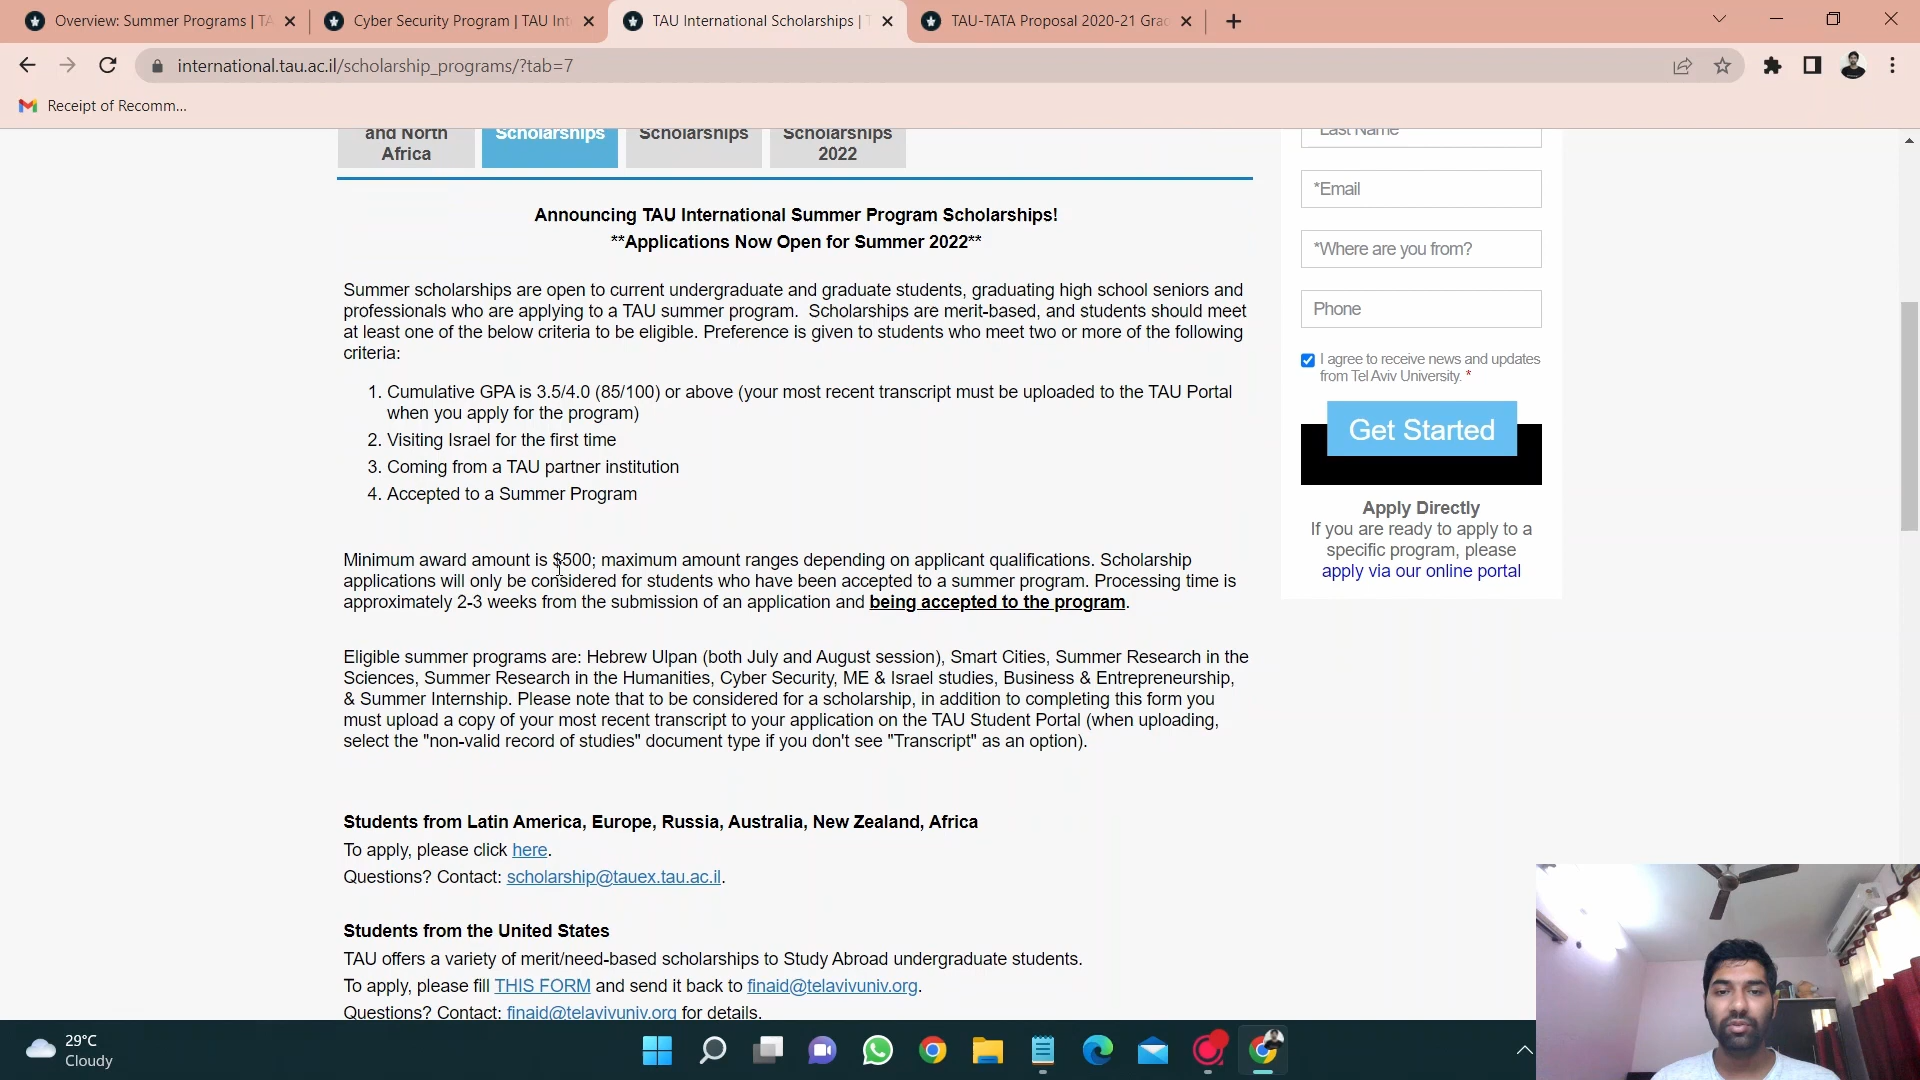 Overview: Summer Programs | TA
Cyber Security Program | TAU Int
TAU International Scholarships | T
TAU-TATA Proposal 2020-21 Grad
international.tau.ac.il/scholarship_programs/?tab=7
Receipt of Recomm...
and North
Africa
Scholarships
Scholarships
Scholarships
2022
Announcing TAU International Summer Program Scholarships!
**Applications Now Open for Summer 2022**
Summer scholarships are open to current undergraduate and graduate students, graduating high school seniors and
professionals who are applying to a TAU summer program.  Scholarships are merit-based, and students should meet
at least one of the below criteria to be eligible. Preference is given to students who meet two or more of the following
criteria:
1. Cumulative GPA is 3.5/4.0 (85/100) or above (your most recent transcript must be uploaded to the TAU Portal
when you apply for the program)
2. Visiting Israel for the first time
3. Coming from a TAU partner institution
4. Accepted to a Summer Program
Minimum award amount is $500; maximum amount ranges depending on applicant qualifications. Scholarship
applications will only be considered for students who have been accepted to a summer program. Processing time is
approximately 2-3 weeks from the submission of an application and being accepted to the program.
Eligible summer programs are: Hebrew Ulpan (both July and August session), Smart Cities, Summer Research in the
Sciences, Summer Research in the Humanities, Cyber Security, ME & Israel studies, Business & Entrepreneurship,
& Summer Internship. Please note that to be considered for a scholarship, in addition to completing this form you
must upload a copy of your most recent transcript to your application on the TAU Student Portal (when uploading,
select the "non-valid record of studies" document type if you don't see "Transcript" as an option).
Students from Latin America, Europe, Russia, Australia, New Zealand, Africa
To apply, please click here.
Questions? Contact: scholarship@tauex.tau.ac.il.
Students from the United States
TAU offers a variety of merit/need-based scholarships to Study Abroad undergraduate students.
To apply, please fill THIS FORM and send it back to finaid@telavivuniv.org.
Questions? Contact: finaid@telavivuniv.org for details.
Last Name
*Email
*Where are you from?
Phone
I agree to receive news and updates
from Tel Aviv University. *
Get Started
Apply Directly
If you are ready to apply to a
specific program, please
apply via our online portal
29°C
Cloudy